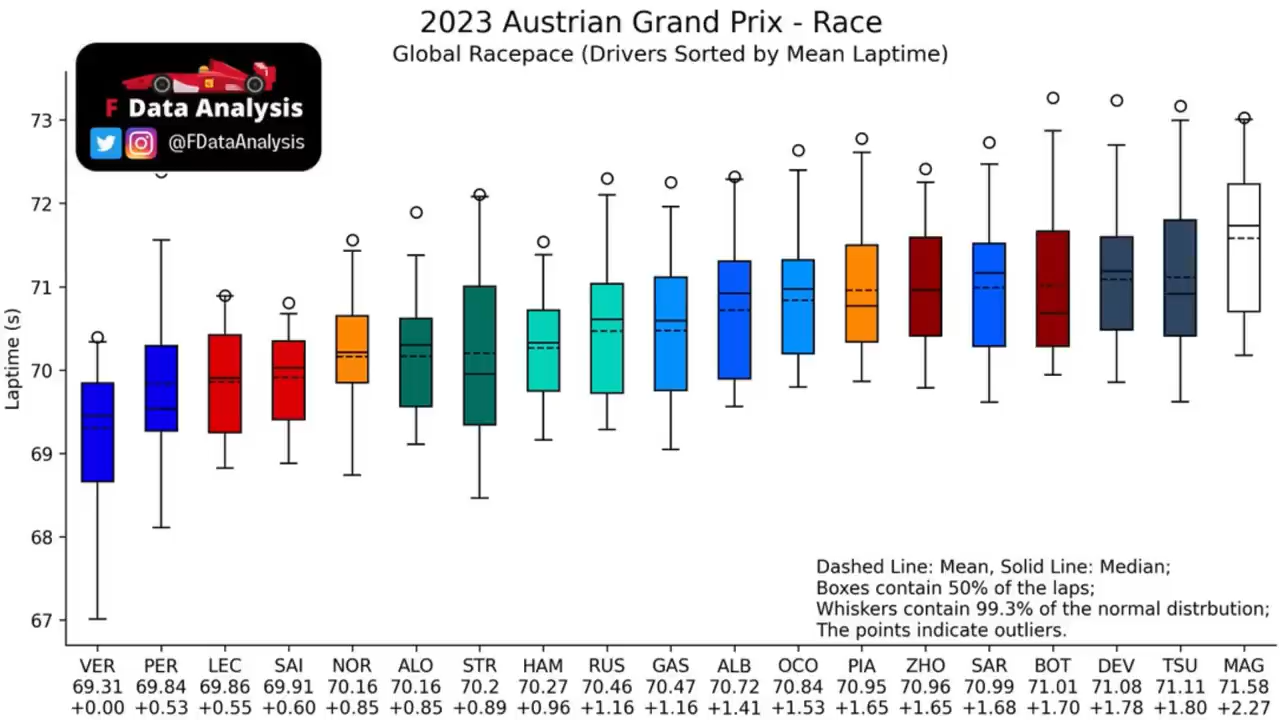 2023 Austrian Grand Prix - Race
Global Racepace (Drivers Sorted by Mean Laptime)
F Data Analysis
@FDataAnalysis
Laptime (s)
73
72
71
70
69
68
67
Dashed Line: Mean, Solid Line: Median;
Boxes contain 50% of the laps;
Whiskers contain 99.3% of the normal distrbution;
The points indicate outliers.
VER PER LEC SAI NOR ALO STR HAM RUS GAS ALB OCO PIA ZHO SAR BOT DEV TSU MAG
69.31 69.84 69.86 69.91 70.16 70.16 70.2 70.27 70.46 70.47 70.72 70.84 70.95 70.96 70.99 71.01 71.08 71.11 71.58
+0.00 +0.53 +0.55 +0.60 +0.85 +0.85 +0.89 +0.96 +1.16 +1.16 +1.41 +1.53 +1.65 +1.65 +1.68 +1.70 +1.78 +1.80 +2.27